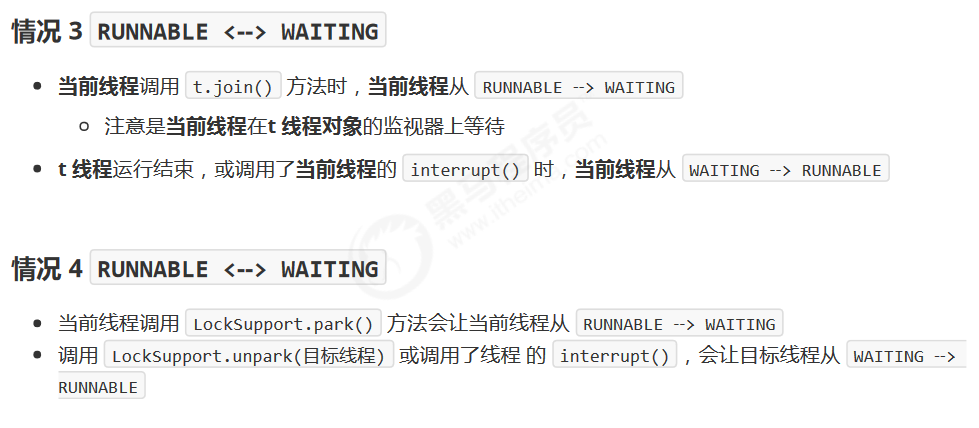 情况 3 RUNNABLE <--> WAITING
当前线程调用 t.join() 方法时，当前线程从 RUNNABLE --> WAITING
注意是当前线程在t 线程对象的监视器上等待
t 线程运行结束，或调用了当前线程的 interrupt() 时，当前线程从 WAITING --> RUNNABLE
黑马程序员
www.itheima.com
情况 4 RUNNABLE <--> WAITING
当前线程调用 LockSupport.park() 方法会让当前线程从 RUNNABLE --> WAITING
调用 LockSupport.unpark(目标线程) 或调用了线程 的 interrupt() ，会让目标线程从 WAITING -->
RUNNABLE